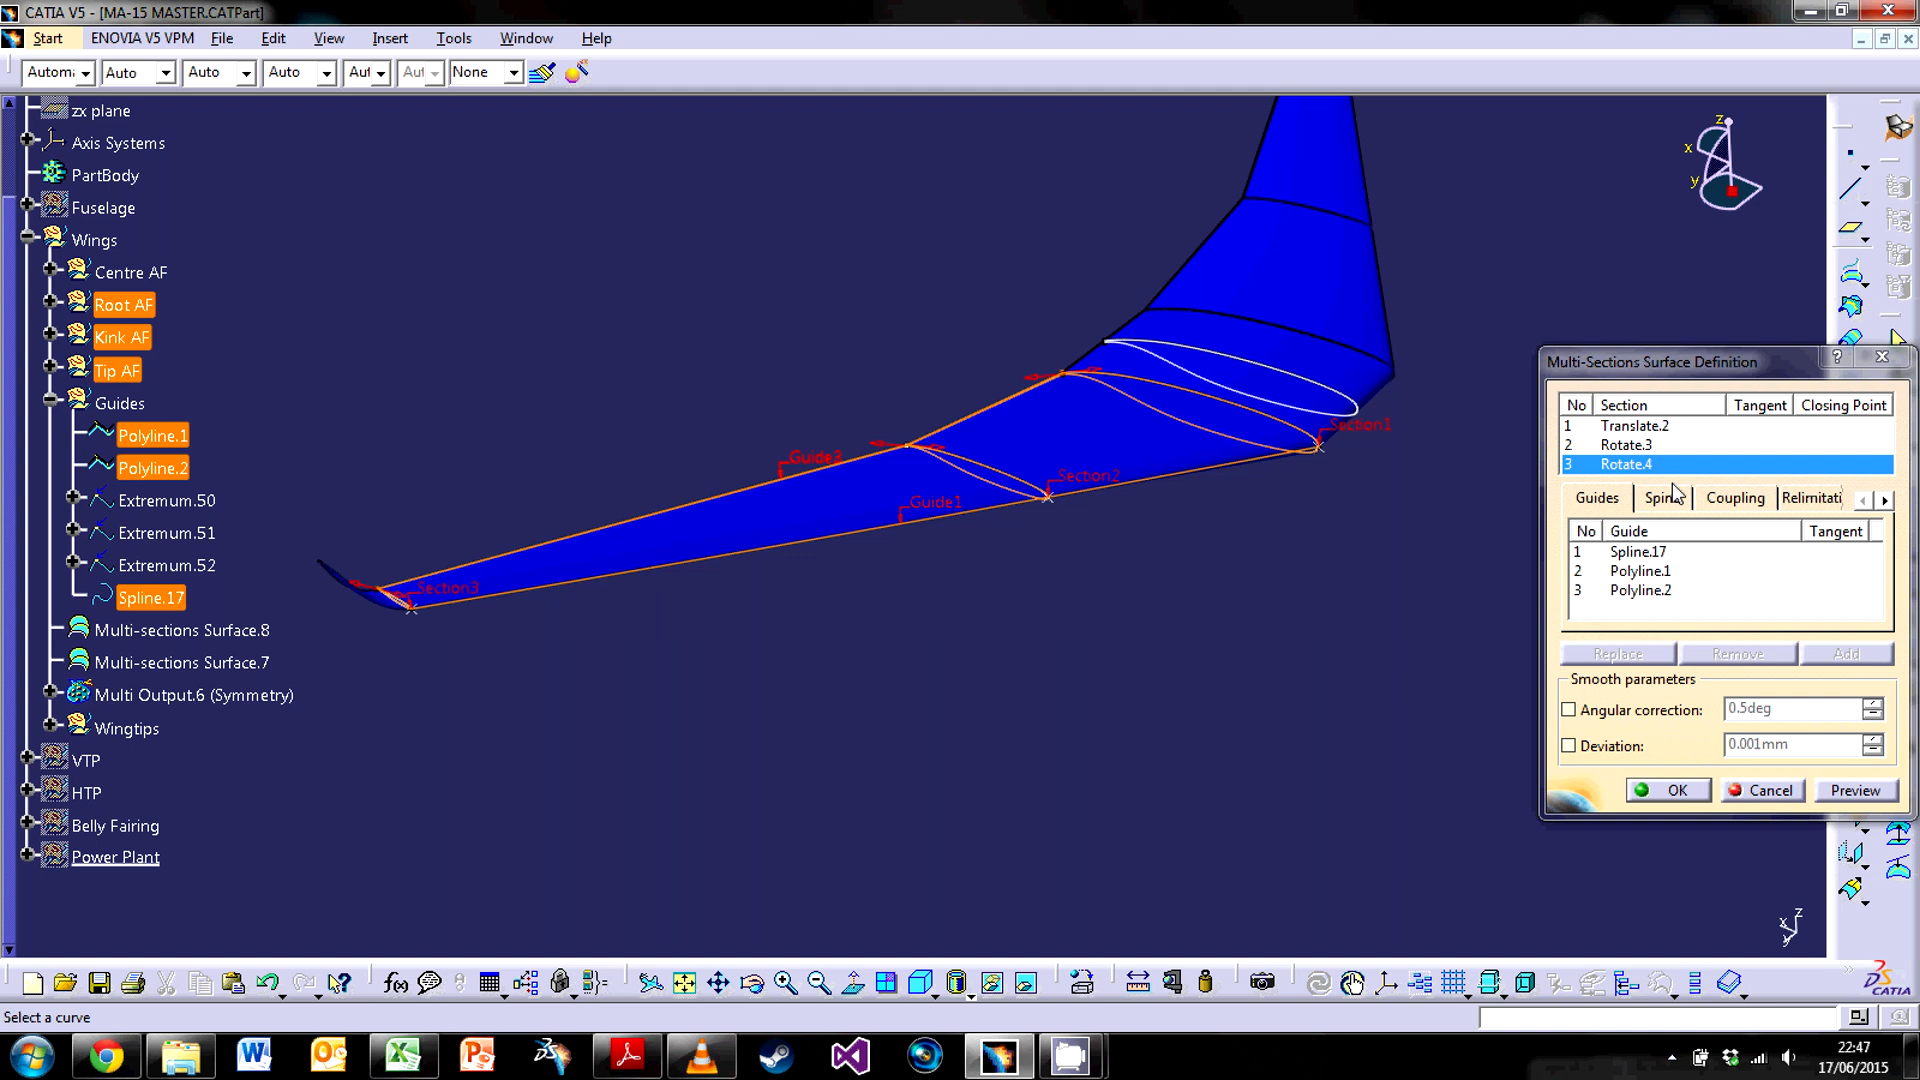 CATIA V5 - [MA-15 MASTER.CATPart]
Start ENOVIA V5 VPM File Edit View Insert Tools Window Help
Auto Auto Auto None
zx plane
Axis Systems
PartBody
Fuselage
Wings
Centre AF
Root AF
Kink AF
Tip AF
Guides
Polyline.1
Polyline.2
Extremum.50
Extremum.51
Extremum.52
Spline.17
Multi-sections Surface.8
Multi-sections Surface.7
Multi Output.6 (Symmetry)
Wingtips
VTP
HTP
Belly Fairing
Power Plant
Section1
Section2
Guide3
Guide1
Section3
z
x
y
Multi-Sections Surface Definition
No Section Tangent Closing Point
1 Translate.2
2 Rotate.3
3 Rotate.4
Guides Spine Coupling Relimitati
No Guide Tangent
1 Spline.17
2 Polyline.1
3 Polyline.2
Replace Remove Add
Smooth parameters
Angular correction: 0.5deg
Deviation: 0.001mm
OK Cancel Preview
z
x
y
f(x)
CATIA
Select a curve
22:47
17/06/2015